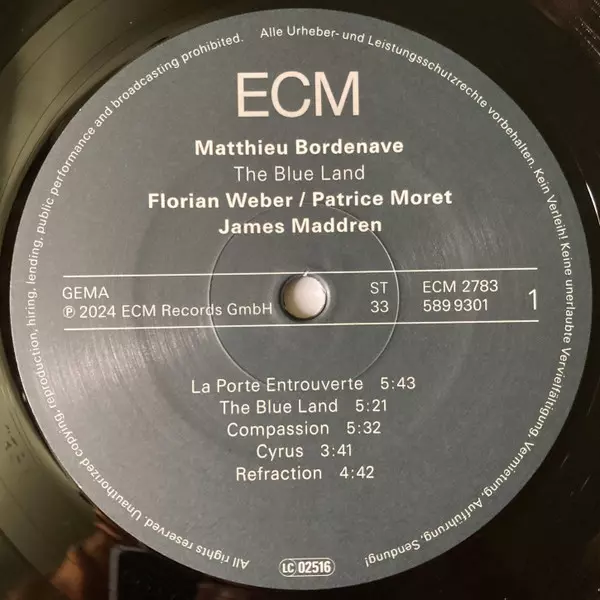 Alle Urheber- und Leistungsschutzrechte vorbehalten. Kein Verleih! Keine unerlaubte Vervielfältigung, Vermietung, Aufführung, Sendung!
ECM
Matthieu Bordenave
The Blue Land
Florian Weber / Patrice Moret
James Maddren
GEMA ST ECM 2783
℗ 2024 ECM Records GmbH 33 589 9301 1
La Porte Entrouverte 5:43
The Blue Land 5:21
Compassion 5:32
Cyrus 3:41
Refraction 4:42
LC 02516
All rights reserved. Unauthorized copying, reproduction, hiring, lending, public performance and broadcasting prohibited.